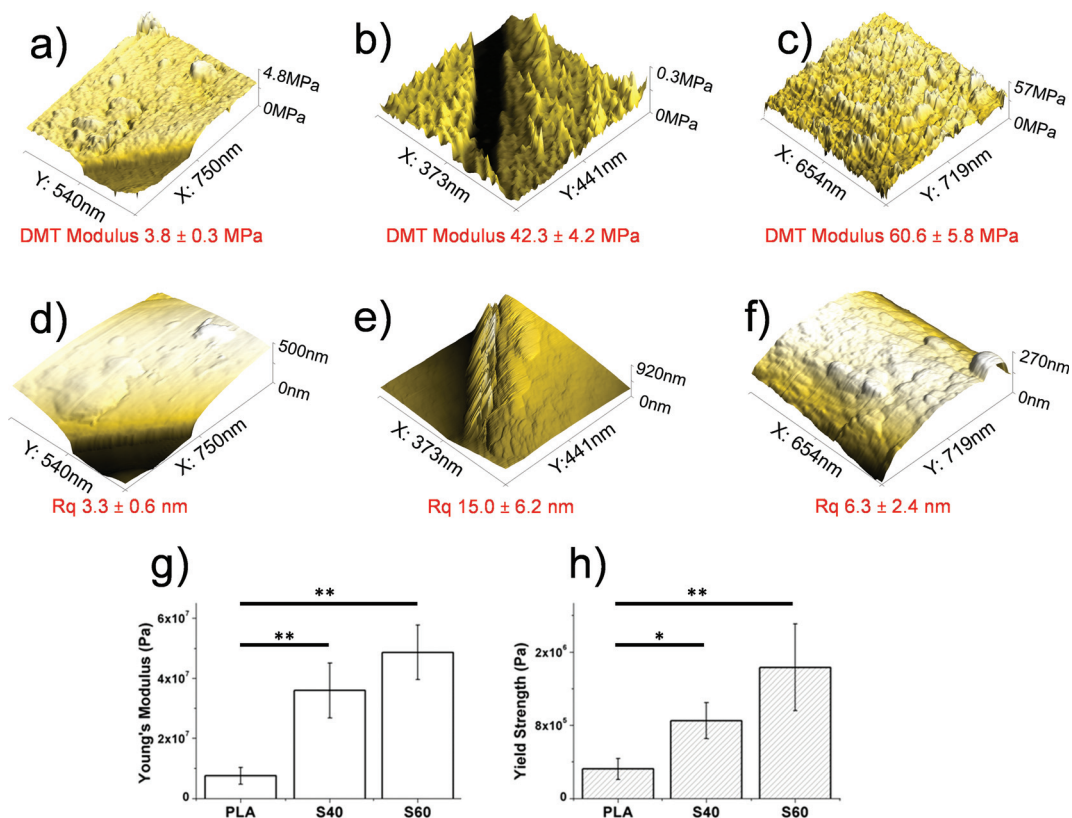 a)
4.8MPa
0MPa
Y: 540nm
X: 750nm
DMT Modulus 3.8 ± 0.3 MPa
b)
0.3MPa
0MPa
X: 373nm
Y:441nm
DMT Modulus 42.3 ± 4.2 MPa
c)
57MPa
0MPa
X: 654nm
Y: 719nm
DMT Modulus 60.6 ± 5.8 MPa
d)
500nm
0nm
Y: 540nm
X: 750nm
Rq 3.3 ± 0.6 nm
e)
920nm
0nm
X: 373nm
Y:441nm
Rq 15.0 ± 6.2 nm
f)
270nm
0nm
X: 654nm
Y: 719nm
Rq 6.3 ± 2.4 nm
g)
**
**
Young's Modulus (Pa)
6x10⁷
4x10⁷
2x10⁷
0
PLA S40 S60
h)
**
*
Yield Strength (Pa)
2x10⁶
8x10⁵
0
PLA S40 S60